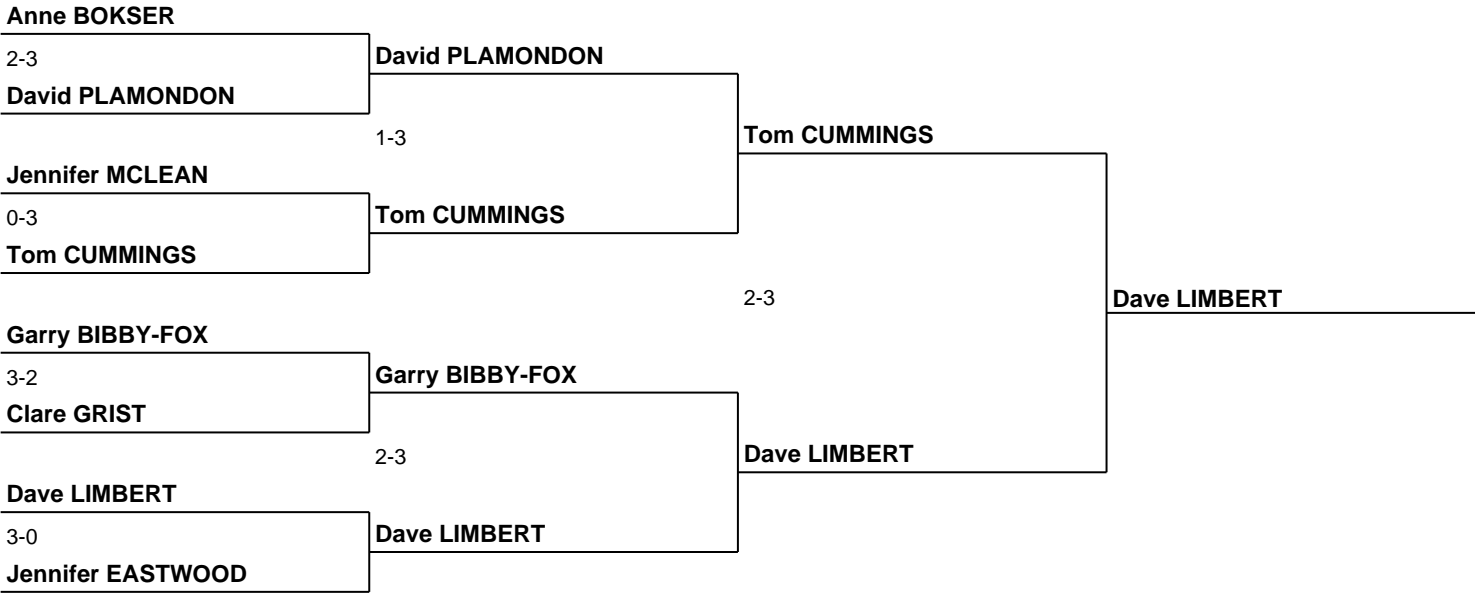 Anne BOKSER
2-3
David PLAMONDON
David PLAMONDON
1-3
Tom CUMMINGS
Jennifer MCLEAN
0-3
Tom CUMMINGS
Tom CUMMINGS
2-3
Dave LIMBERT
Garry BIBBY-FOX
3-2
Garry BIBBY-FOX
Clare GRIST
2-3
Dave LIMBERT
Dave LIMBERT
3-0
Dave LIMBERT
Jennifer EASTWOOD